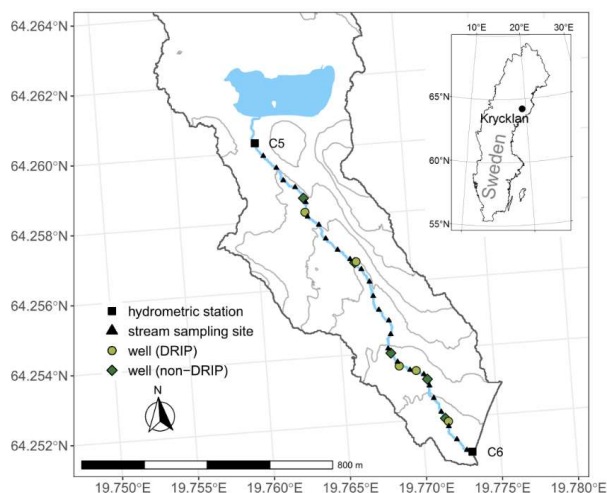 64.264°N
64.262°N
64.260°N
64.258°N
64.256°N
64.254°N
64.252°N
10°E 20°E 30°E
65°N
60°N
55°N
Krycklan
Sweden
C5
hydrometric station
stream sampling site
well (DRIP)
well (non−DRIP)
N
C6
800 m
19.750°E 19.755°E 19.760°E 19.765°E 19.770°E 19.775°E 19.780°E